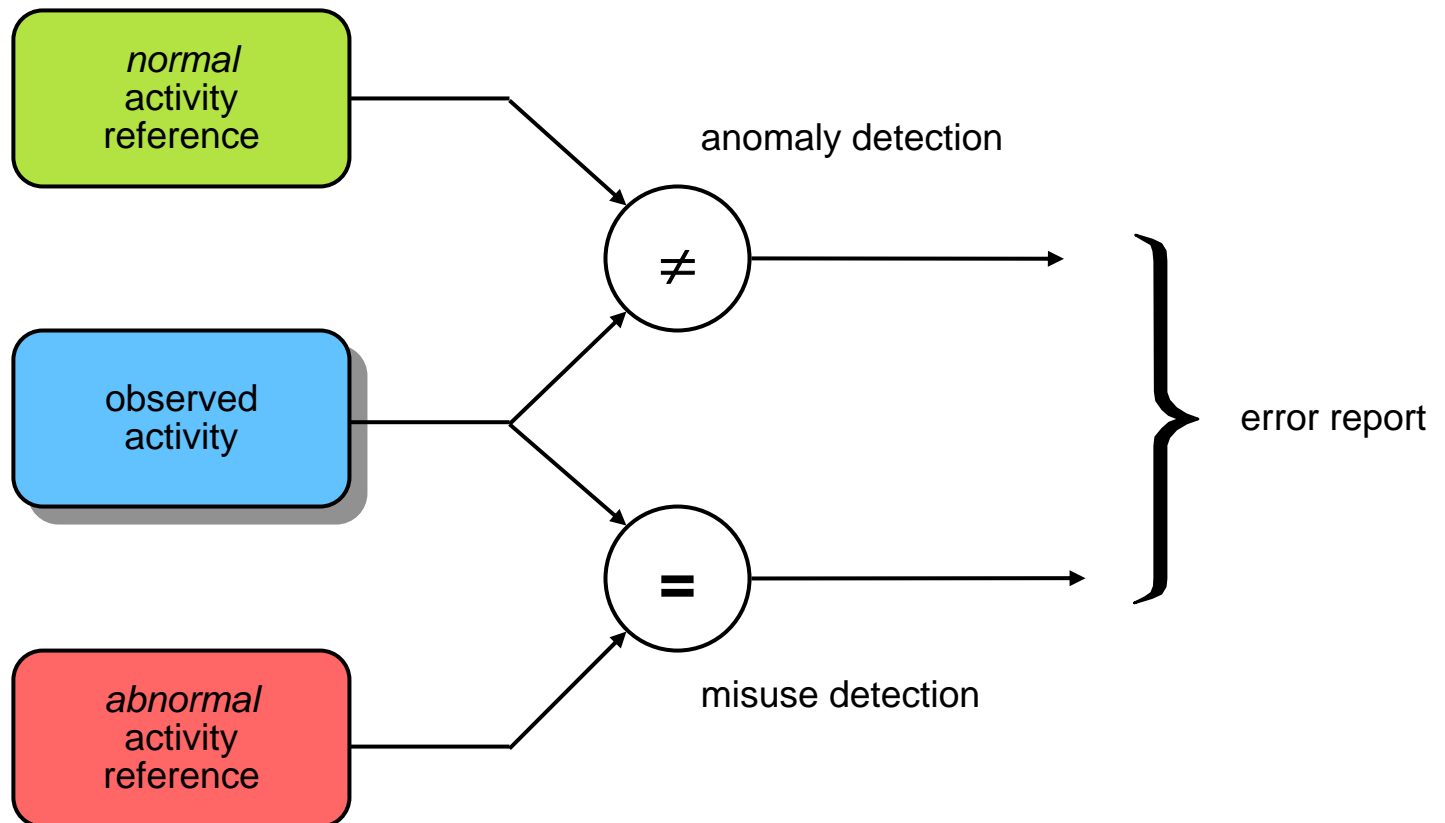 normal
activity
reference
anomaly detection
≠
observed
activity
error report
=
misuse detection
abnormal
activity
reference